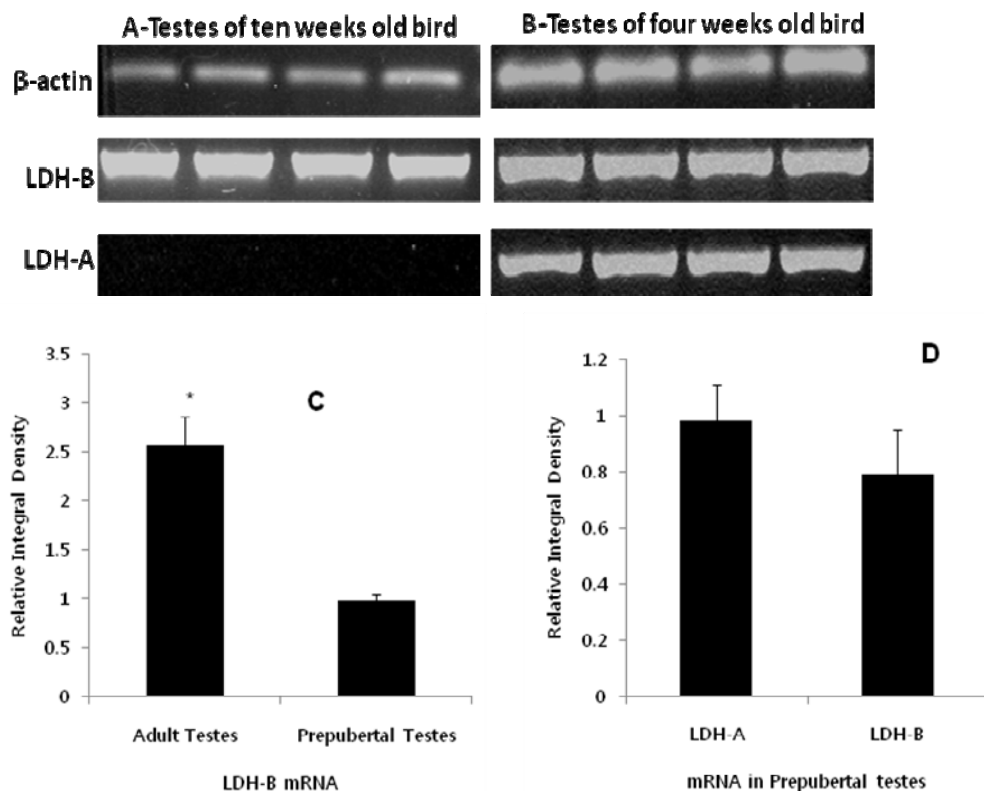 A-Testes of ten weeks old bird
B-Testes of four weeks old bird
β-actin
LDH-B
LDH-A
C
3.5
3
2.5
2
1.5
1
0.5
0
*
Relative Integral Density
Adult Testes
Prepubertal Testes
LDH-B mRNA
D
1.2
1
0.8
0.6
0.4
0.2
0
Relative Integral Density
LDH-A
LDH-B
mRNA in Prepubertal testes